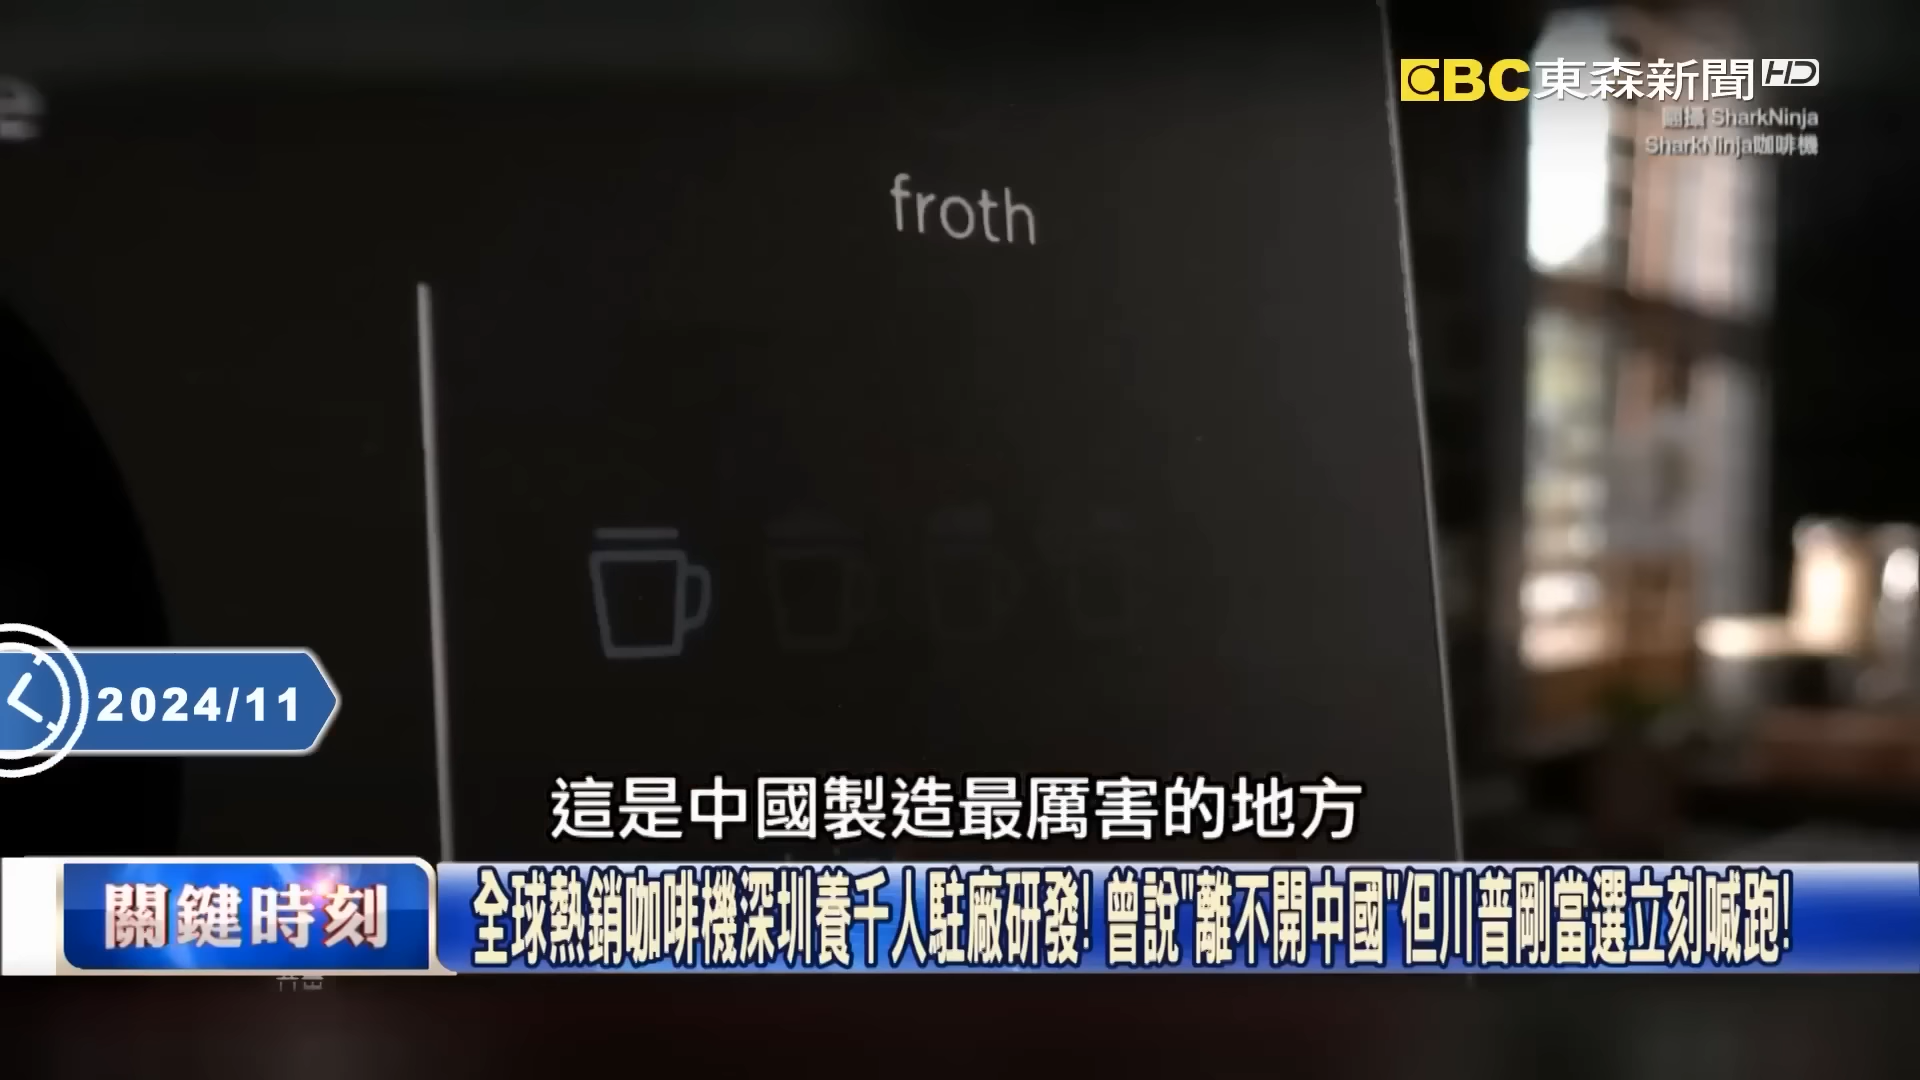 EBC東森新聞HD
翻攝 SharkNinja
SharkNinja咖啡機
froth
2024/11
這是中國製造最厲害的地方
關鍵時刻
全球熱銷咖啡機深圳養千人駐廠研發!曾說"離不開中國"但川普剛當選立刻喊跑!